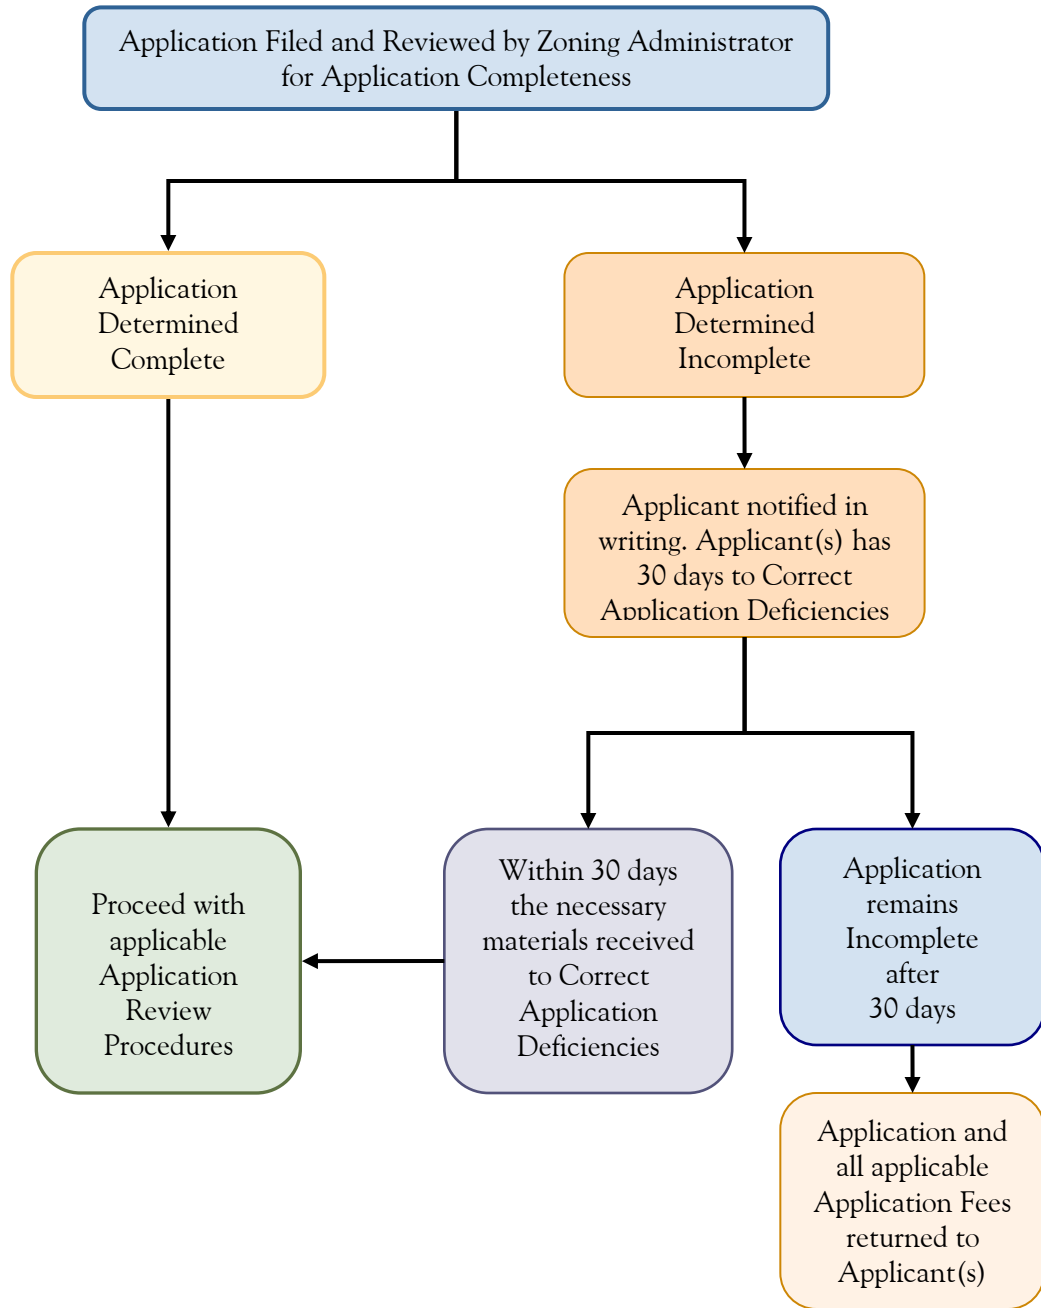 Application Filed and Reviewed by Zoning Administrator
for Application Completeness
Application
Determined
Complete
Application
Determined
Incomplete
Applicant notified in
writing. Applicant(s) has
30 days to Correct
Application Deficiencies
Proceed with
applicable
Application
Review
Procedures
Within 30 days
the necessary
materials received
to Correct
Application
Deficiencies
Application
remains
Incomplete
after
30 days
Application and
all applicable
Application Fees
returned to
Applicant(s)